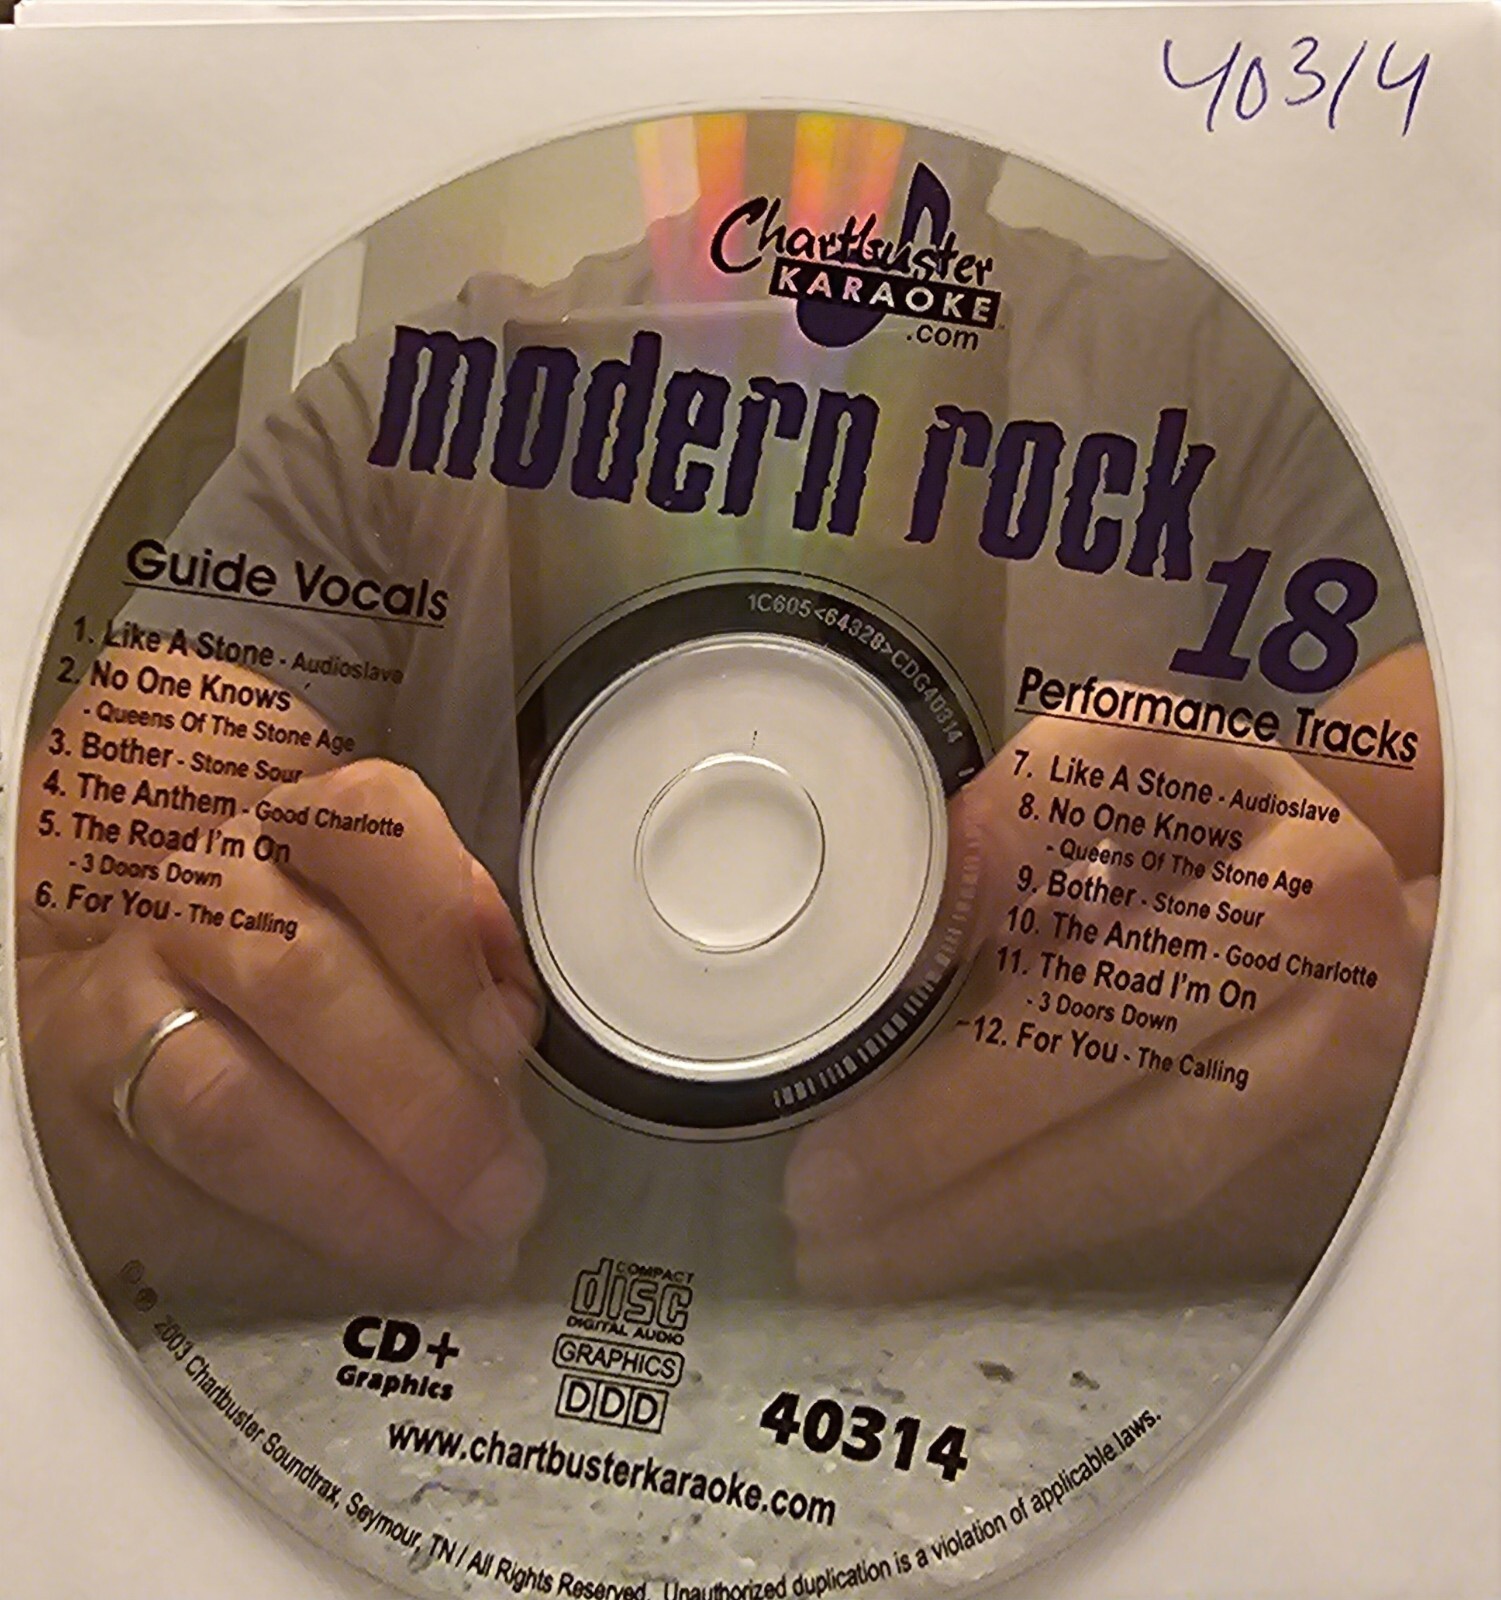 40314
Chartbuster
KARAOKE
.com
modern rock
18
Guide Vocals
1. Like A Stone - Audioslave
2. No One Knows
- Queens Of The Stone Age
3. Bother - Stone Sour
4. The Anthem - Good Charlotte
5. The Road I'm On
- 3 Doors Down
6. For You - The Calling
1C605<64328>CDG40314
Performance Tracks
7. Like A Stone - Audioslave
8. No One Knows
- Queens Of The Stone Age
9. Bother - Stone Sour
10. The Anthem - Good Charlotte
11. The Road I'm On
- 3 Doors Down
12. For You - The Calling
CD+
Graphics
COMPACT
disc
DIGITAL AUDIO
GRAPHICS
DDD
40314
www.chartbusterkaraoke.com
© ℗ 2003 Chartbuster Soundtrax, Seymour, TN / All Rights Reserved. Unauthorized duplication is a violation of applicable laws.